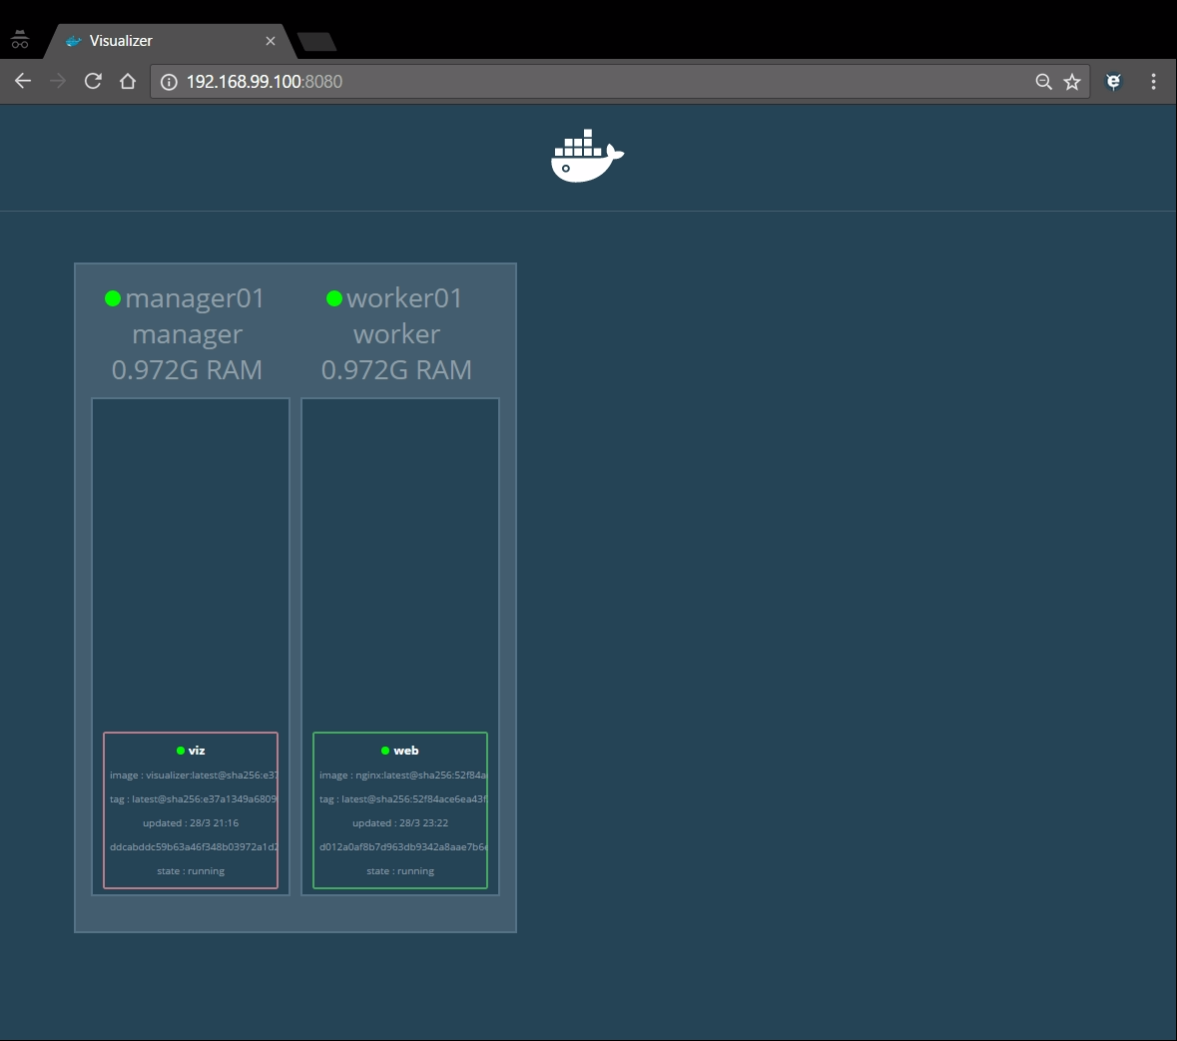 Visualizer
192.168.99.100:8080
manager01
manager
0.972G RAM
worker01
worker
0.972G RAM
viz
image : visualizer:latest@sha256:e37
tag : latest@sha256:e37a1349a6809
updated : 28/3 21:16
ddcabddc59b63a46f348b03972a1d2
state : running
web
image : nginx:latest@sha256:52f84a
tag : latest@sha256:52f84ace6ea43f
updated : 28/3 23:22
d012a0af8b7d963db9342a8aae7b6e
state : running